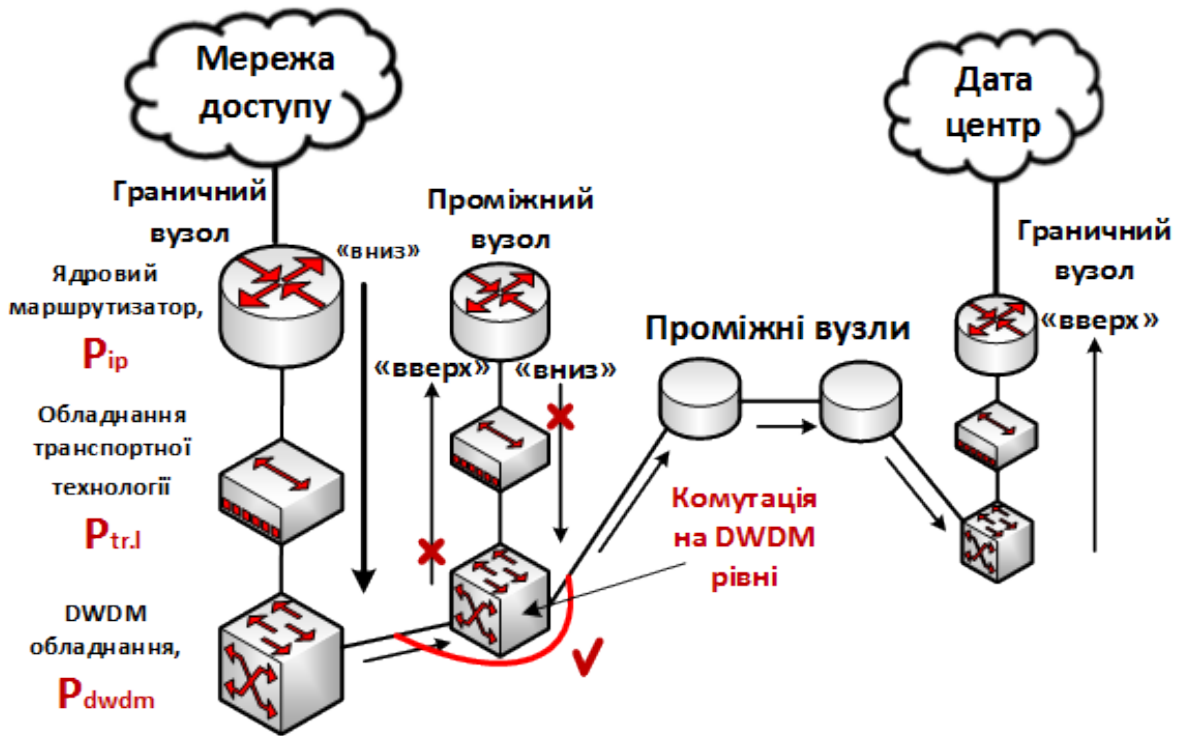 Мережа
доступу
Дата
центр
Граничний
вузол
Проміжний
вузол
Граничний
вузол
«вниз»
Ядровий
маршрутизатор,
Pip
«вверх»
«вниз»
Проміжні вузли
«вверх»
Обладнання
транспортної
технології
Ptr.l
Комутація
на DWDM
рівні
DWDM
обладнання,
Pdwdm